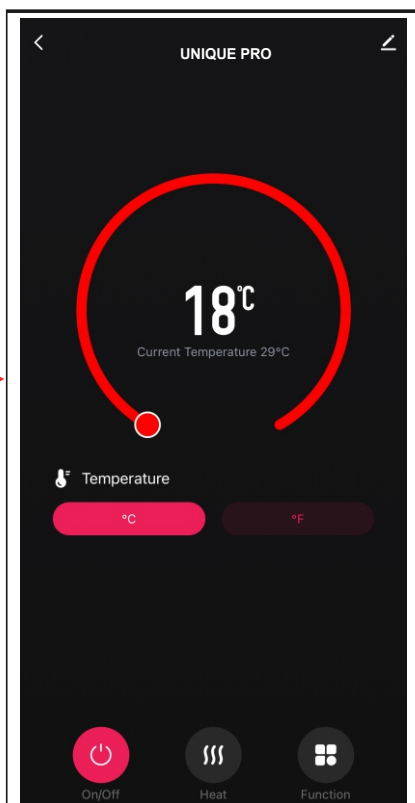 UNIQUE PRO
18°C
Current Temperature 29°C
Temperature
°C
°F
On/Off
Heat
Function